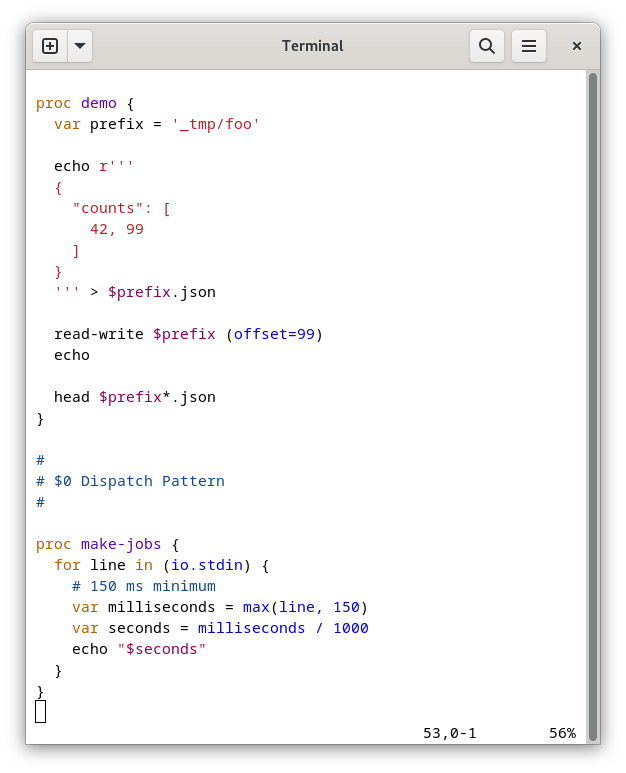 Terminal
proc demo {
  var prefix = '_tmp/foo'
  echo r'''
  {
    "counts": [
      42, 99
    ]
  }
  ''' > $prefix.json
  read-write $prefix (offset=99)
  echo
  head $prefix*.json
}
#
# $0 Dispatch Pattern
#
proc make-jobs {
  for line in (io.stdin) {
    # 150 ms minimum
    var milliseconds = max(line, 150)
    var seconds = milliseconds / 1000
    echo "$seconds"
  }
}
53,0-1 56%